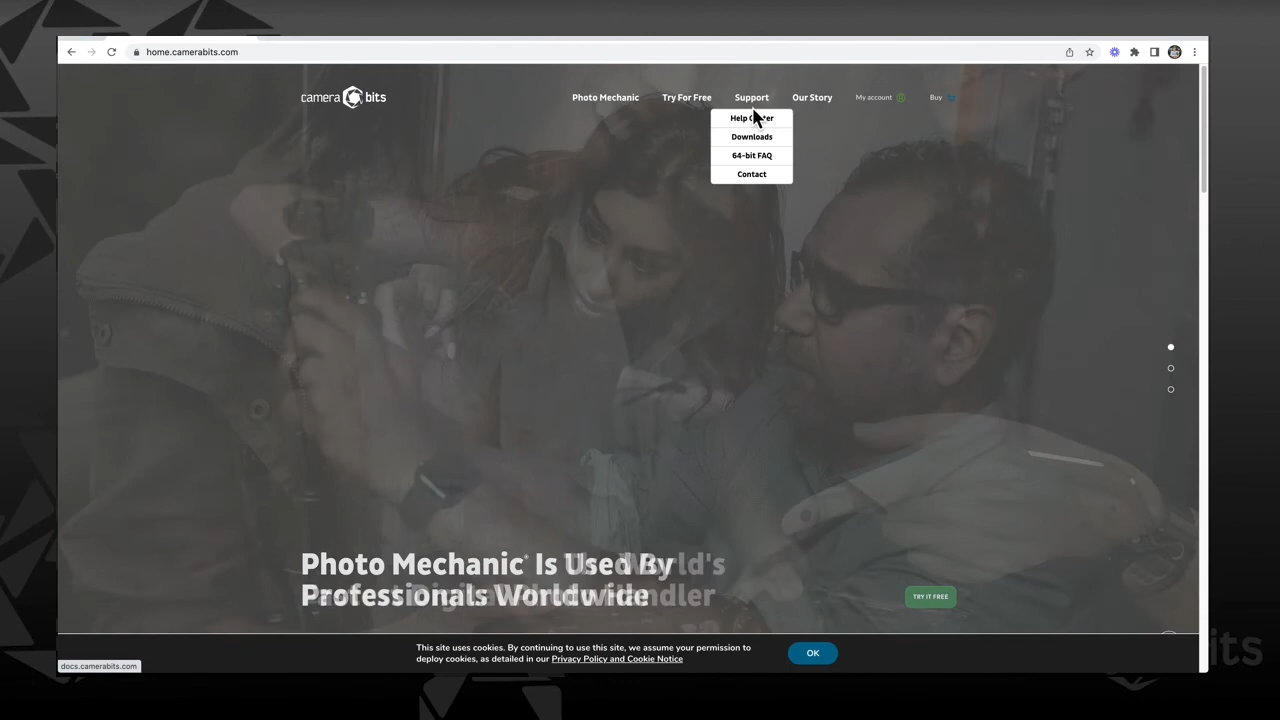 home.camerabits.com
camera bits
Photo Mechanic
Try For Free
Support
Our Story
My account
Buy
Downloads
64-bit FAQ
Contact
Photo Mechanic® Is Used By
Professionals Worldwide
TRY IT FREE
This site uses cookies. By continuing to use this site, we assume your permission to
deploy cookies, as detailed in our Privacy Policy and Cookie Notice
OK
docs.camerabits.com